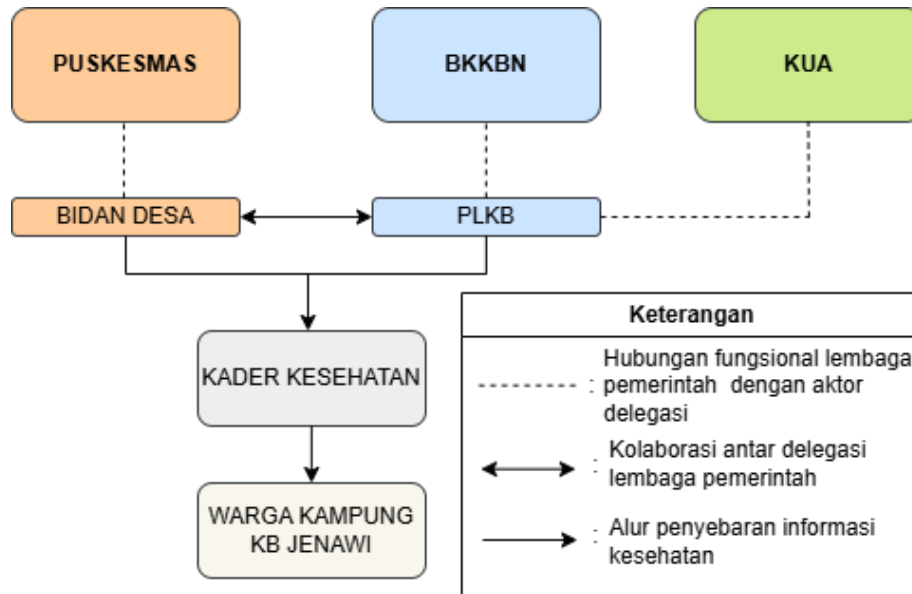 PUSKESMAS
BKKBN
KUA
BIDAN DESA
PLKB
KADER KESEHATAN
WARGA KAMPUNG
KB JENAWI
Keterangan
Hubungan fungsional lembaga
: pemerintah dengan aktor
delegasi
: Kolaborasi antar delegasi
lembaga pemerintah
: Alur penyebaran informasi
kesehatan